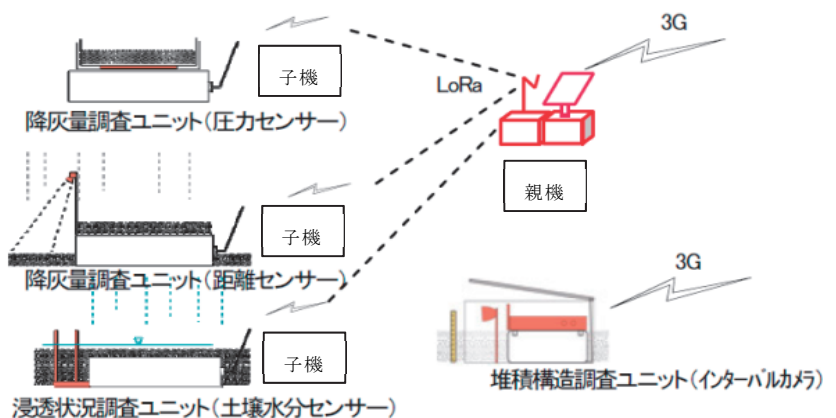 3G
子機
LoRa
降灰量調査ユニット(圧力センサー)
親機
子機
降灰量調査ユニット(距離センサー)
3G
子機
堆積構造調査ユニット(インターバルカメラ)
浸透状況調査ユニット(土壌水分センサー)